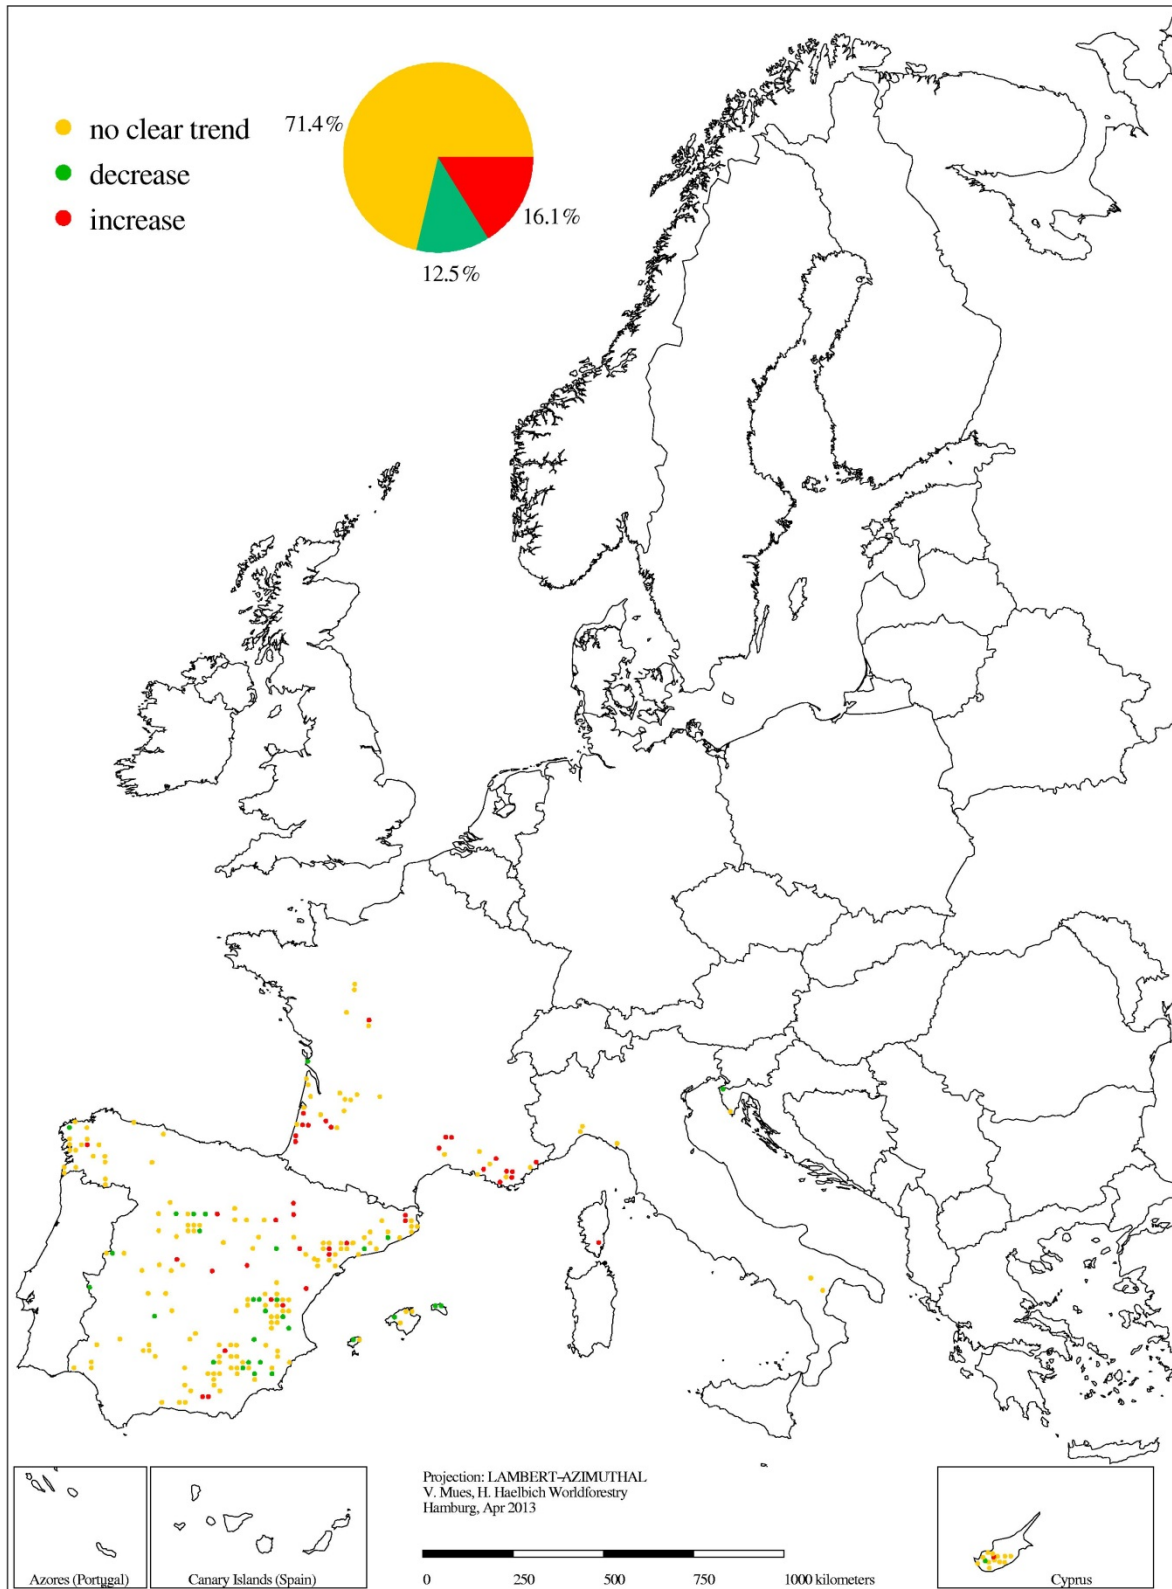 71.4%
no clear trend
decrease
increase
16.1%
12.5%
Projection: LAMBERT-AZIMUTHAL
V. Mues, H. Haelbich Worldforestry
Hamburg, Apr 2013
0 250 500 750 1000 kilometers
Azores (Portugal)
Canary Islands (Spain)
Cyprus